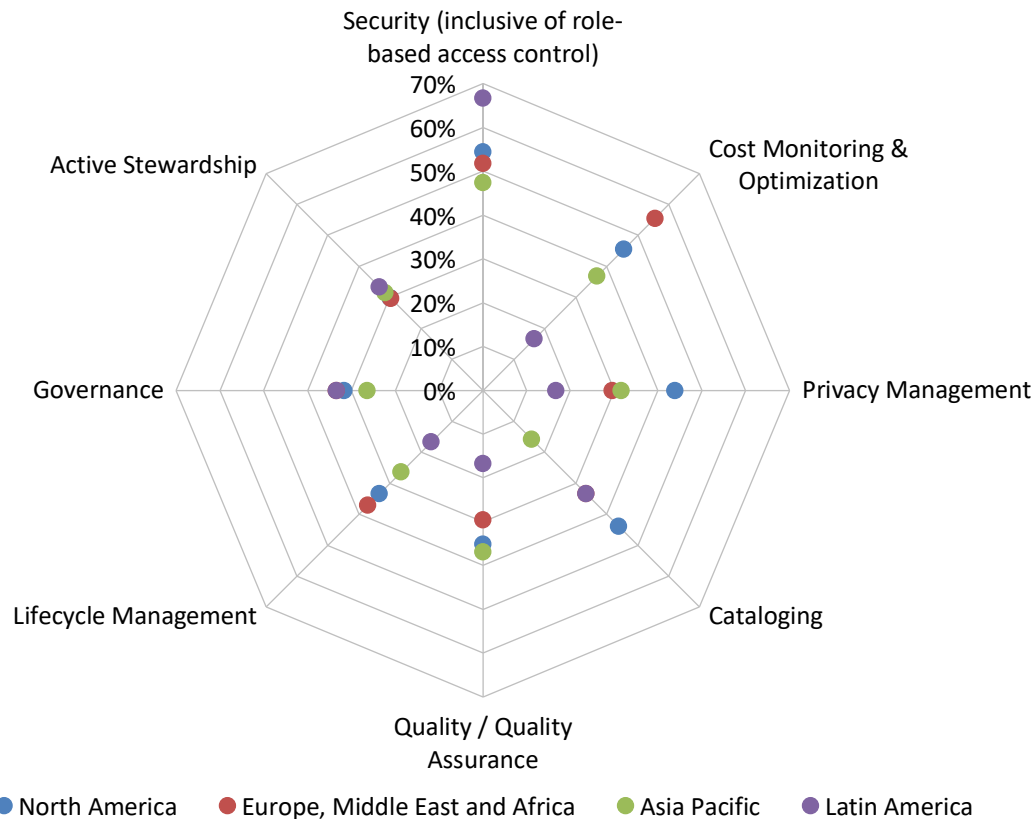 Security (inclusive of role-
based access control)
70%
60%
50%
40%
30%
20%
10%
0%
Cost Monitoring &
Optimization
Privacy Management
Cataloging
Quality / Quality
Assurance
Lifecycle Management
Governance
Active Stewardship
North America
Europe, Middle East and Africa
Asia Pacific
Latin America